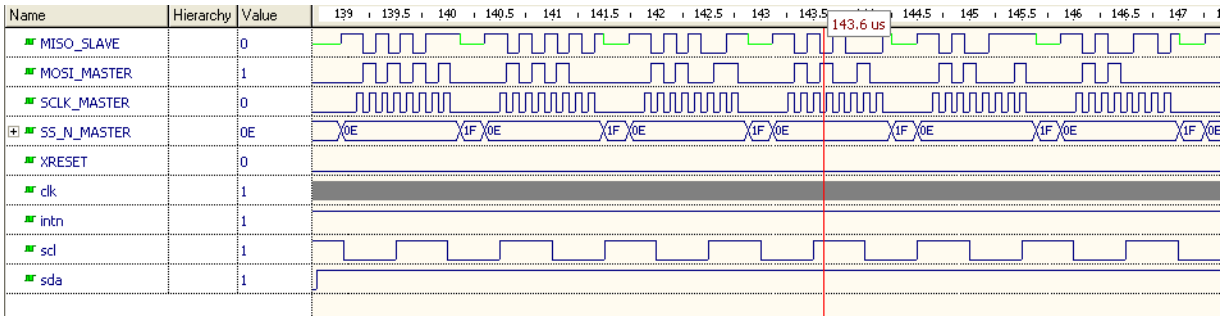 Name Hierarchy Value 139 139.5 140 140.5 141 141.5 142 142.5 143 143.5 144.5 145 145.5 146 146.5 147
143.6 us
MISO_SLAVE 0
MOSI_MASTER 1
SCLK_MASTER 0
SS_N_MASTER 0E 0E 1F 0E 1F 0E 1F 0E 1F 0E 1F 0E 1F 0E
XRESET 0
clk 1
intn 1
scl 1
sda 1